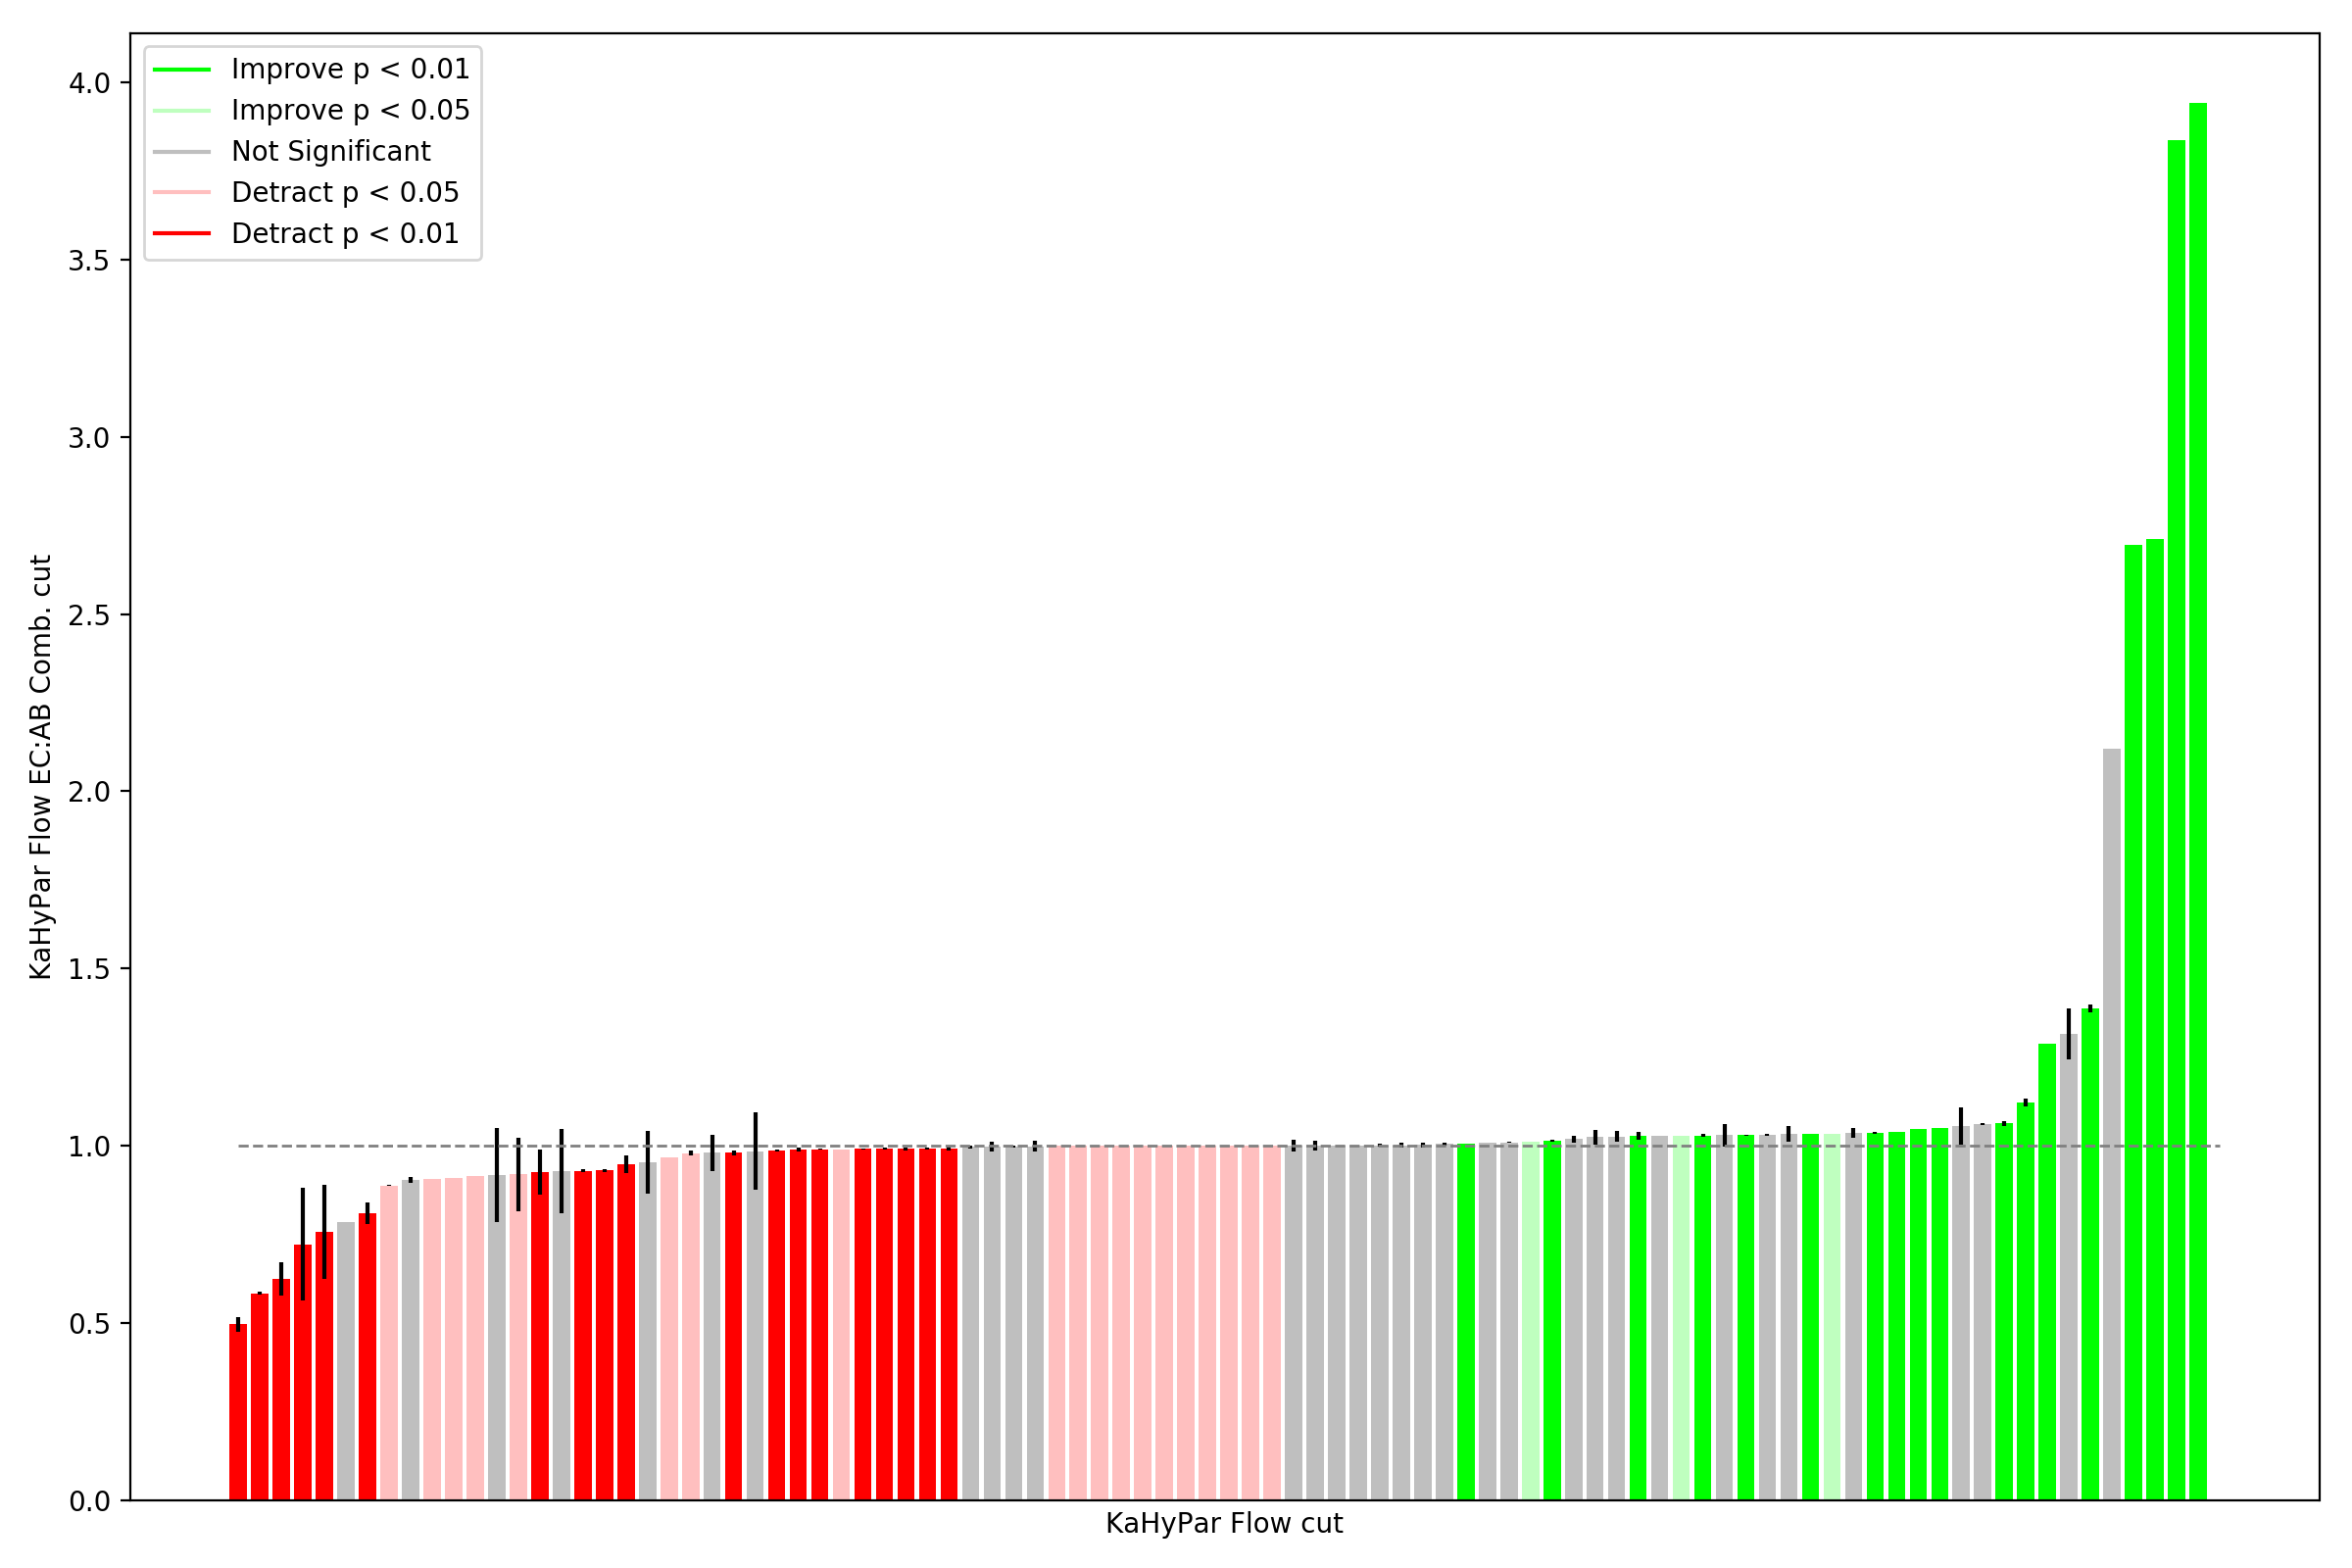 Improve p < 0.01
Improve p < 0.05
Not Significant
Detract p < 0.05
Detract p < 0.01
4.0
3.5
3.0
2.5
2.0
1.5
1.0
0.5
0.0
KaHyPar Flow EC:AB Comb. cut
KaHyPar Flow cut